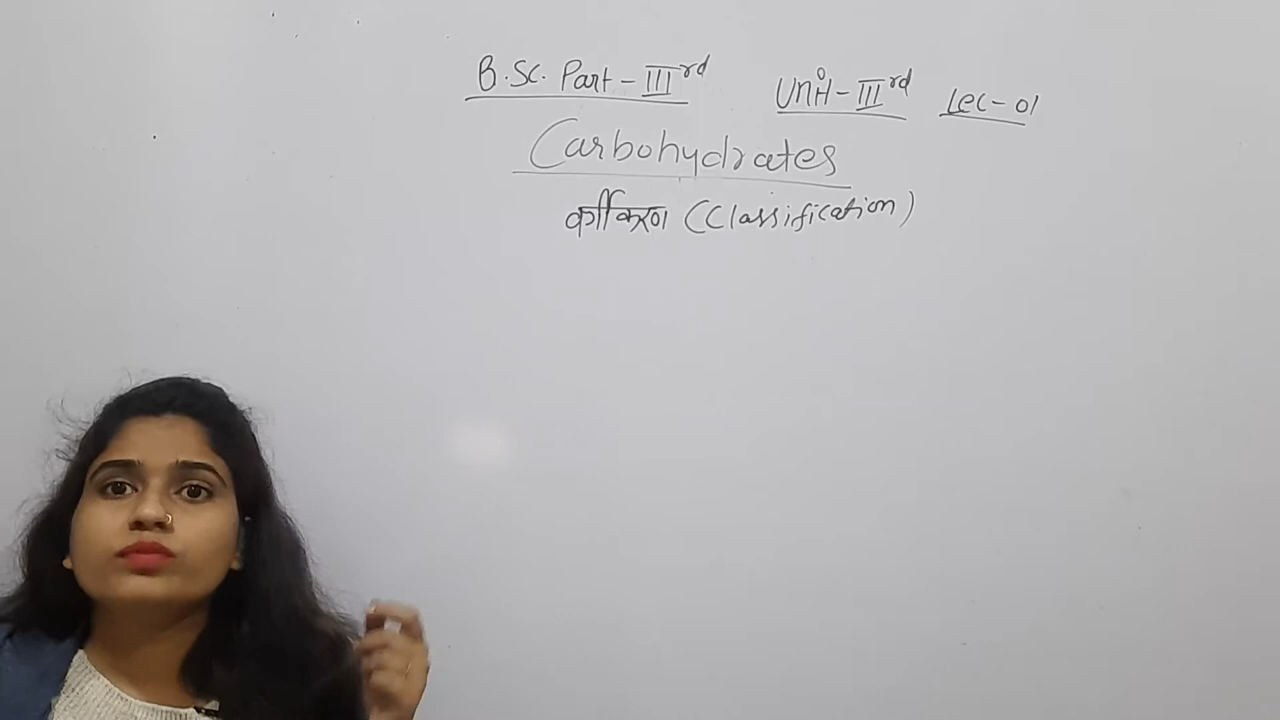 B.Sc. Part-III rd Unit-III rd Lec-01
Carbohydrates
वर्गीकरण (Classification)